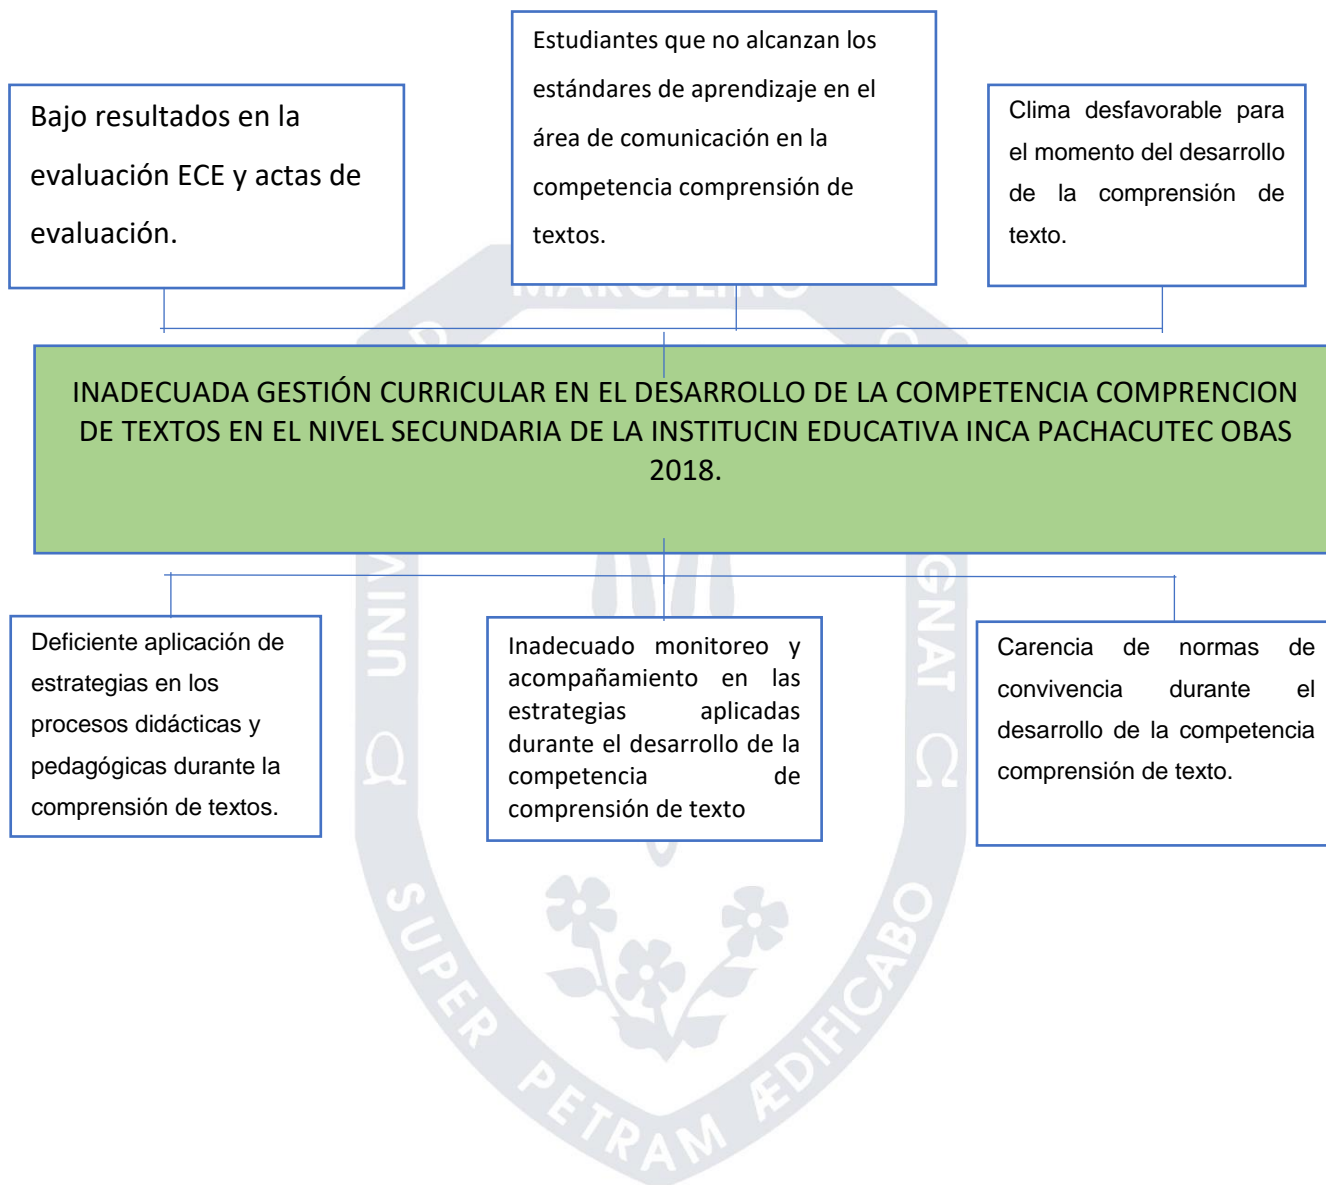 Bajo resultados en la
evaluación ECE y actas de
evaluación.
Estudiantes que no alcanzan los
estándares de aprendizaje en el
área de comunicación en la
competencia comprensión de
textos.
Clima desfavorable para
el momento del desarrollo
de la comprensión de
texto.
INADECUADA GESTIÓN CURRICULAR EN EL DESARROLLO DE LA COMPETENCIA COMPRENCION
DE TEXTOS EN EL NIVEL SECUNDARIA DE LA INSTITUCIN EDUCATIVA INCA PACHACUTEC OBAS
2018.
Deficiente aplicación de
estrategias en los
procesos didácticas y
pedagógicas durante la
comprensión de textos.
Inadecuado monitoreo y
acompañamiento en las
estrategias aplicadas
durante el desarrollo de la
competencia de
comprensión de texto
Carencia de normas de
convivencia durante el
desarrollo de la competencia
comprensión de texto.
Ω
Ω
SUPER PETRAM ÆDIFICABO